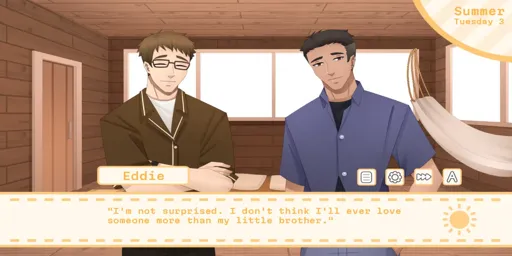 Summer
Tuesday 3
Eddie
A
"I'm not surprised. I don't think I'll ever love
someone more than my little brother."